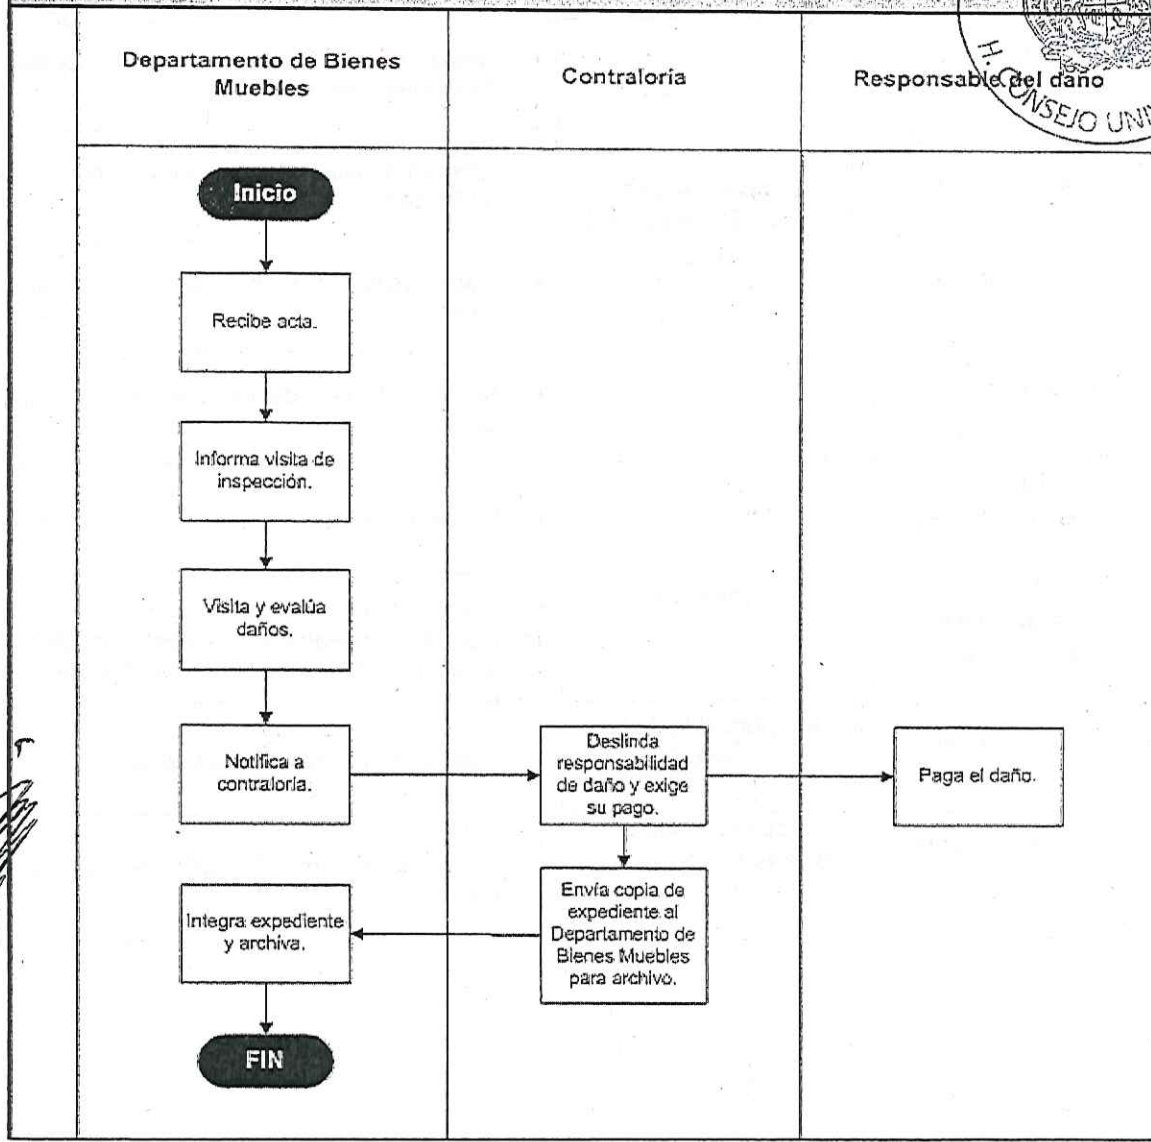 Departamento de Bienes
Muebles
Contraloría
Responsable del daño
H. CONSEJO UNI
Inicio
Recibe acta.
Informa visita de
inspección.
Visita y evalúa
daños.
Notifica a
contraloría.
Deslinda
responsabilidad
de daño y exige
su pago.
Paga el daño.
Integra expediente
y archiva.
Envía copia de
expediente al
Departamento de
Bienes Muebles
para archivo.
FIN